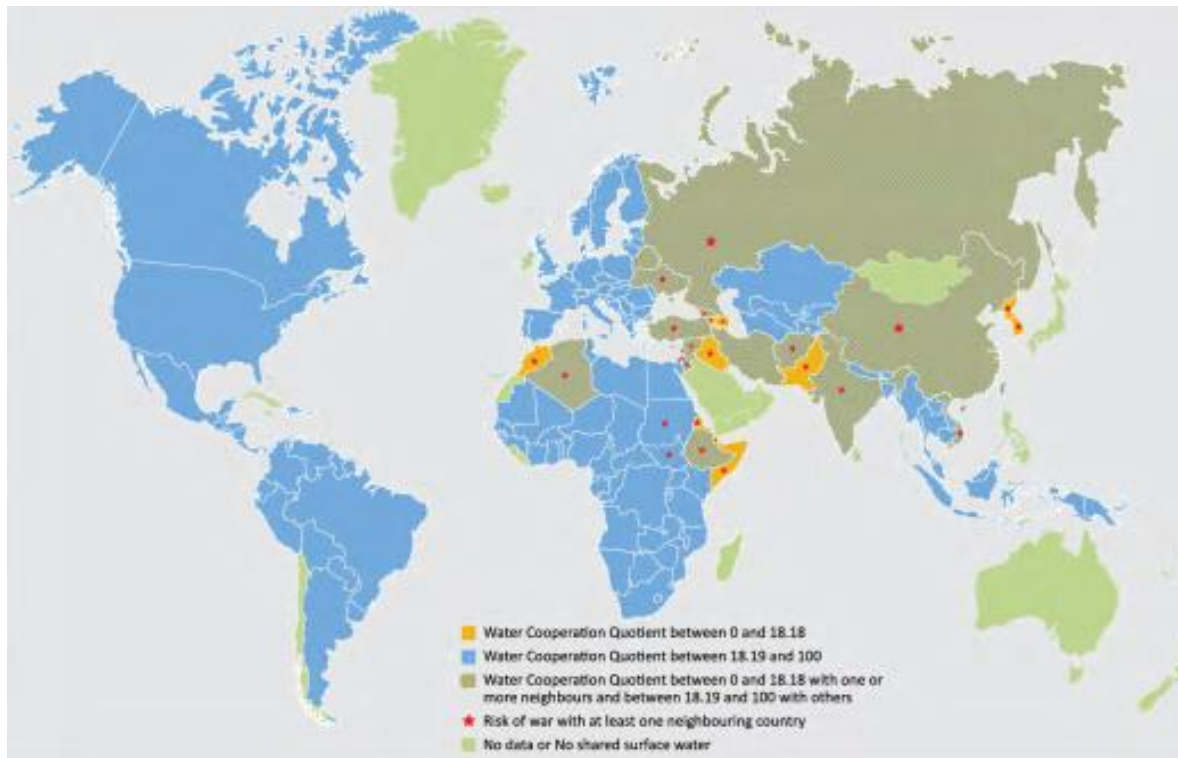 Water Cooperation Quotient between 0 and 18.18
Water Cooperation Quotient between 18.19 and 100
Water Cooperation Quotient between 0 and 18.18 with one or
more neighbours and between 18.19 and 100 with others
Risk of war with at least one neighbouring country
No data or No shared surface water